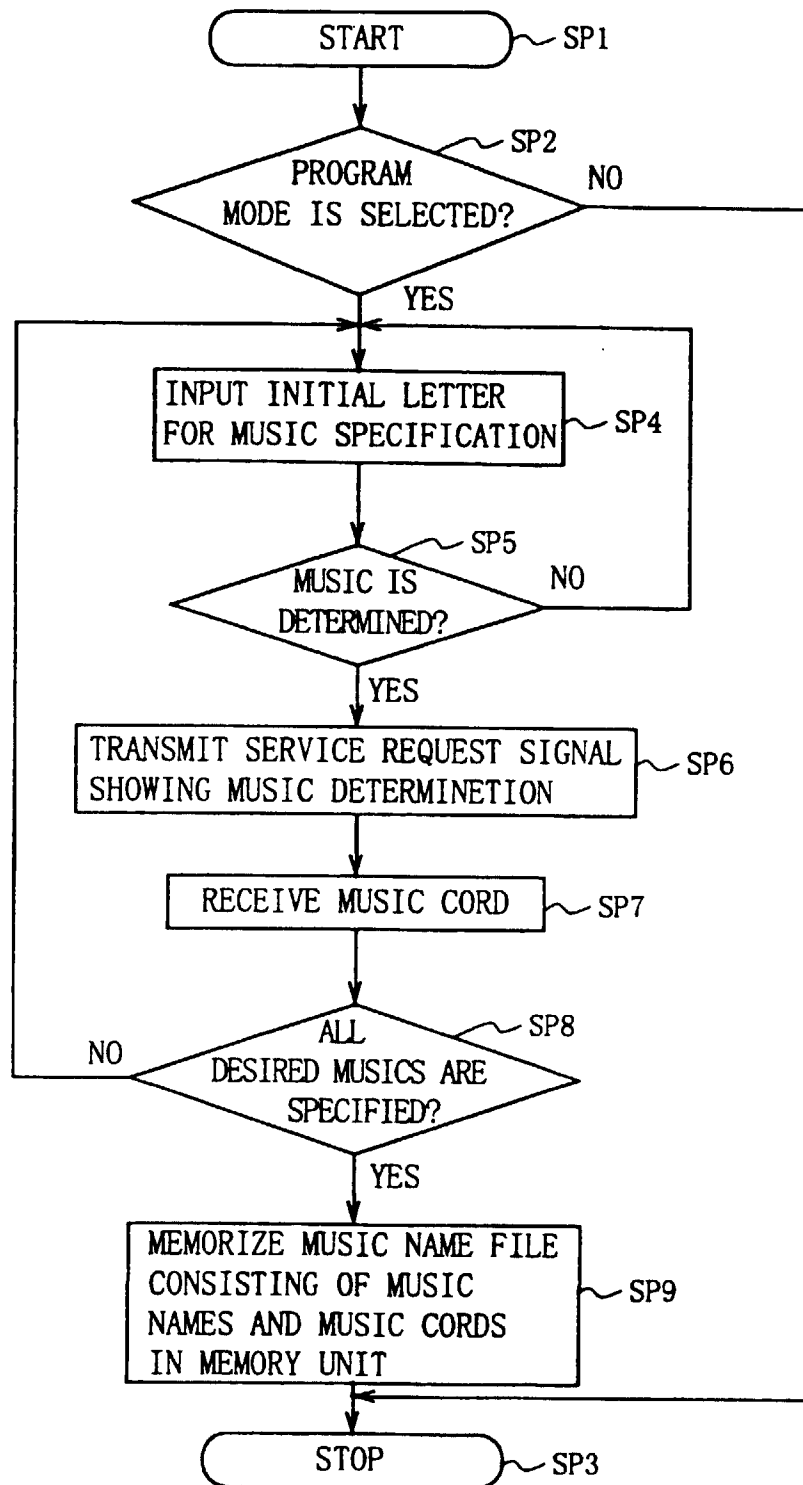 START
SP1
SP2
PROGRAM
MODE IS SELECTED?
NO
YES
INPUT INITIAL LETTER
FOR MUSIC SPECIFICATION
SP4
SP5
MUSIC IS
DETERMINED?
NO
YES
TRANSMIT SERVICE REQUEST SIGNAL
SHOWING MUSIC DETERMINETION
SP6
RECEIVE MUSIC CORD
SP7
SP8
ALL
DESIRED MUSICS ARE
SPECIFIED?
NO
YES
MEMORIZE MUSIC NAME FILE
CONSISTING OF MUSIC
NAMES AND MUSIC CORDS
IN MEMORY UNIT
SP9
STOP
SP3